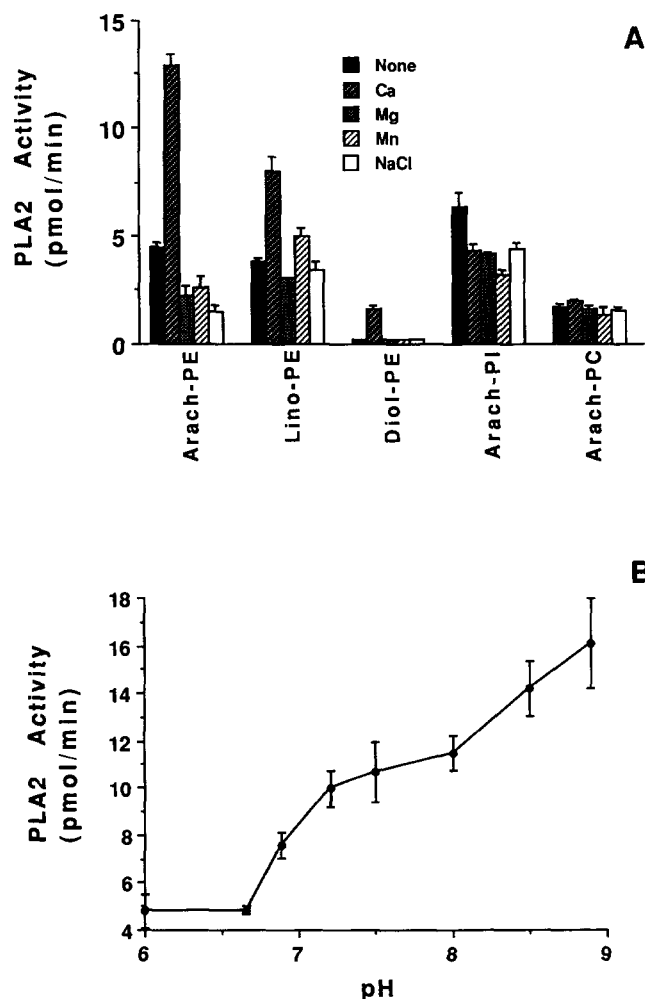 A
15
10
5
0
PLA2 Activity
(pmol/min)
None
Ca
Mg
Mn
NaCl
Arach-PE
Lino-PE
Diol-PE
Arach-PI
Arach-PC
B
18
16
14
12
10
8
6
4
PLA2 Activity
(pmol/min)
6 7 8 9
pH